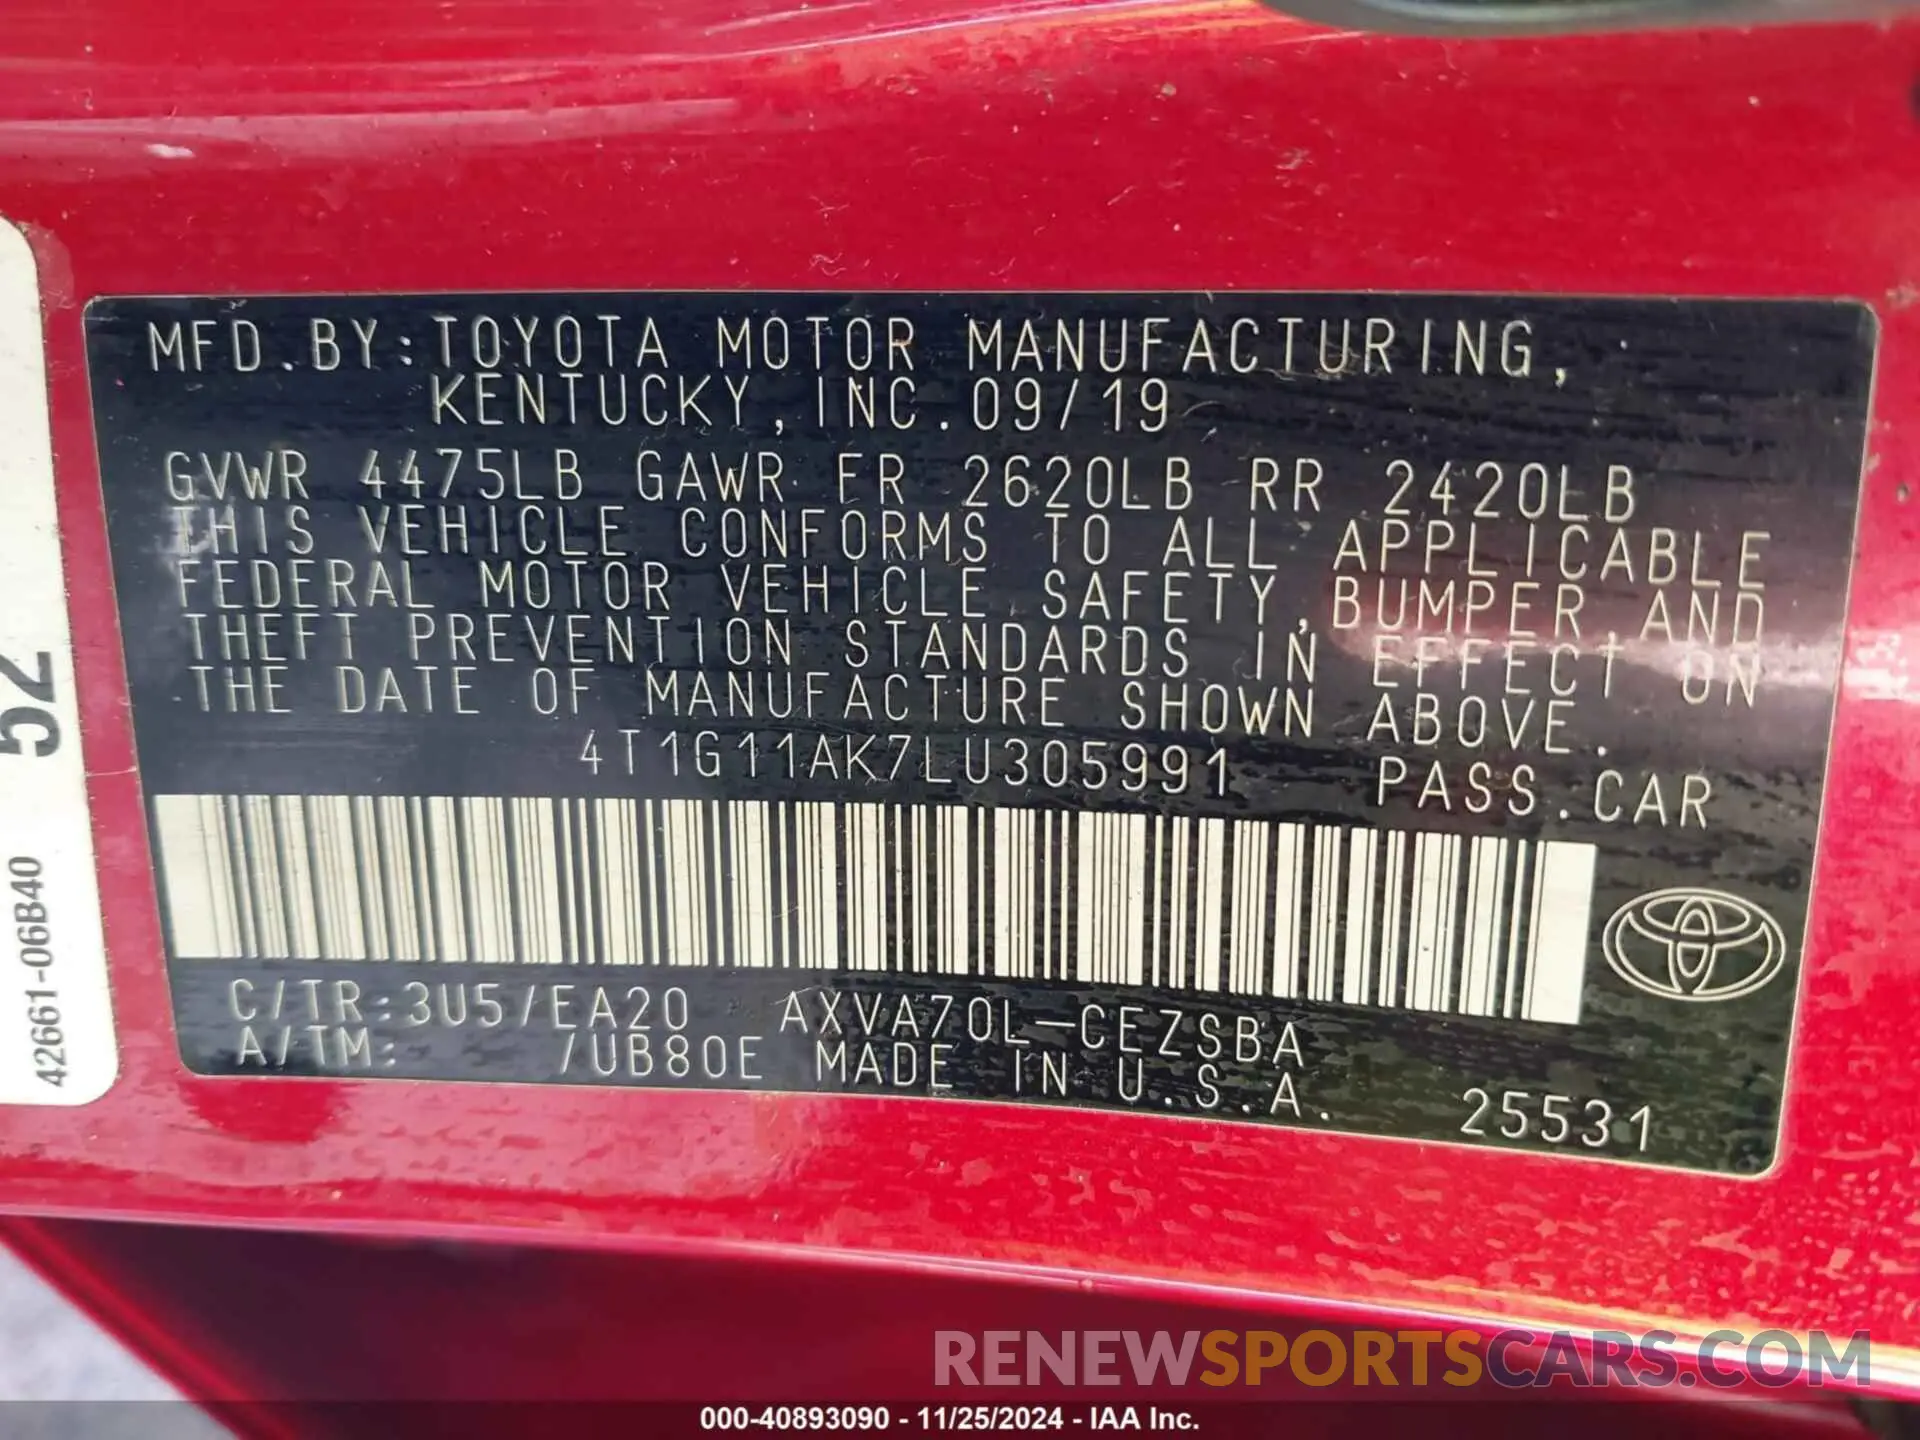 MFD.BY:TOYOTA MOTOR MANUFACTURING,
KENTUCKY,INC.09/19
GVWR 4475LB GAWR FR 2620LB RR 2420LB
THIS VEHICLE CONFORMS TO ALL APPLICABLE
FEDERAL MOTOR VEHICLE SAFETY,BUMPER,AND
THEFT PREVENTION STANDARDS IN EFFECT ON
THE DATE OF MANUFACTURE SHOWN ABOVE.
4T1G11AK7LU305991 PASS.CAR
C/TR:3U5/EA20 AXVA70L-CEZSBA
A/TM: /UB80E MADE IN U.S.A. 25531
52
42661-06B40
RENEWSPORTSCARS.COM
000-40893090 - 11/25/2024 - IAA Inc.